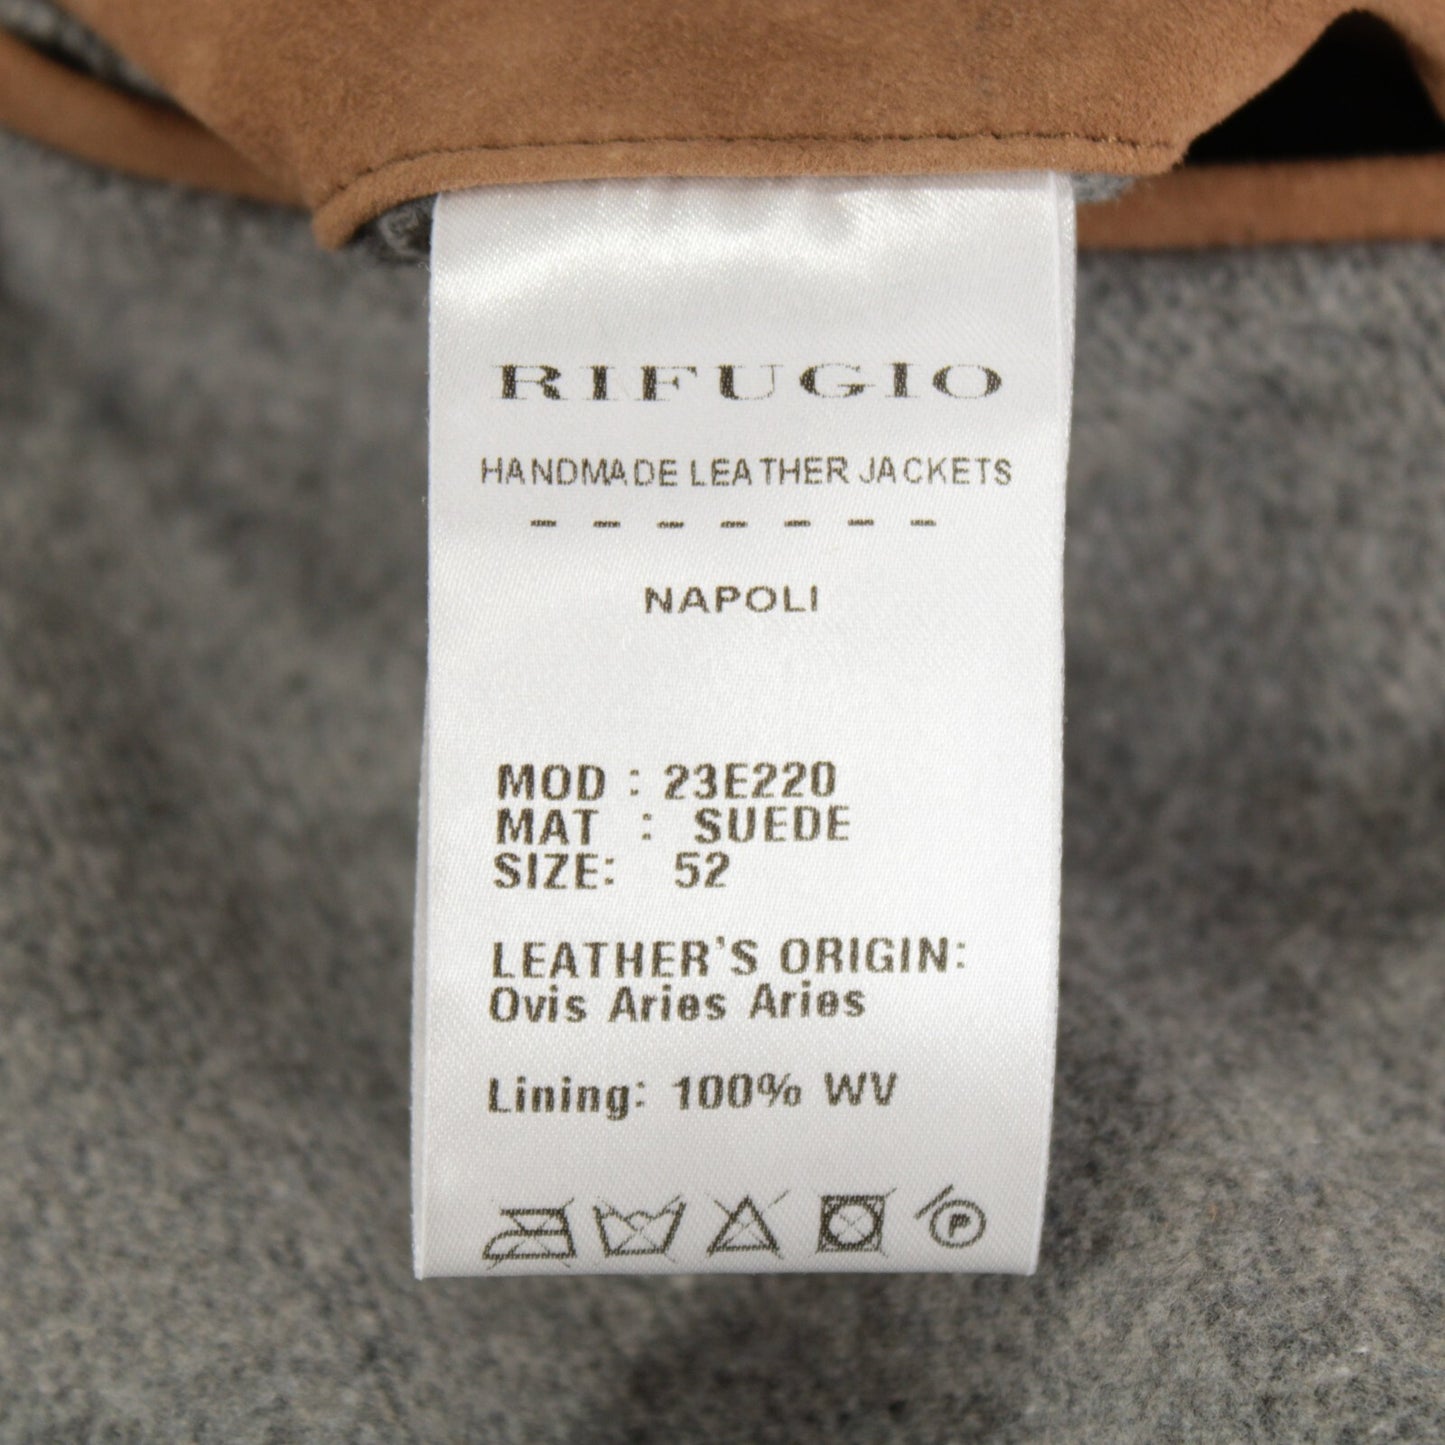 RIFUGIO
HANDMADE LEATHER JACKETS
- - - - - - -
NAPOLI
MOD : 23E220
MAT : SUEDE
SIZE: 52
LEATHER'S ORIGIN:
Ovis Aries Aries
Lining: 100% WV
P